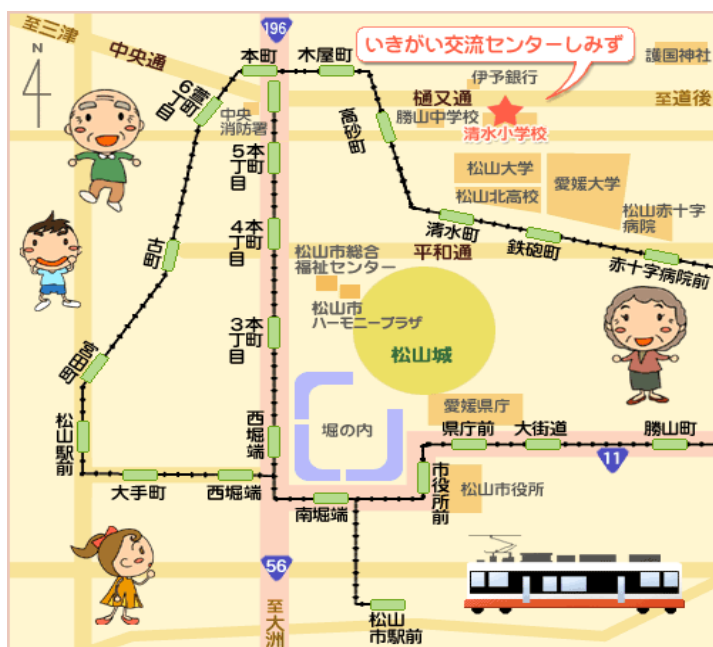 至三津
196
いきがい交流センターしみず
N
中央通
本町
木屋町
伊予銀行
護国神社
萱町
6丁目
中央
消防署
樋又通
至道後
勝山中学校
清水小学校
高砂町
本町
5丁目
松山大学
愛媛大学
松山北高校
松山赤十字
病院
本町
4丁目
清水町
鉄砲町
赤十字病院前
古町
松山市総合
福祉センター
平和通
松山市
ハーモニープラザ
本町
3丁目
宮田町
松山城
松山駅前
西堀端
堀の内
愛媛県庁
県庁前
大街道
勝山町
11
大手町
西堀端
南堀端
市役所前
松山市役所
56
至大洲
松山
市駅前